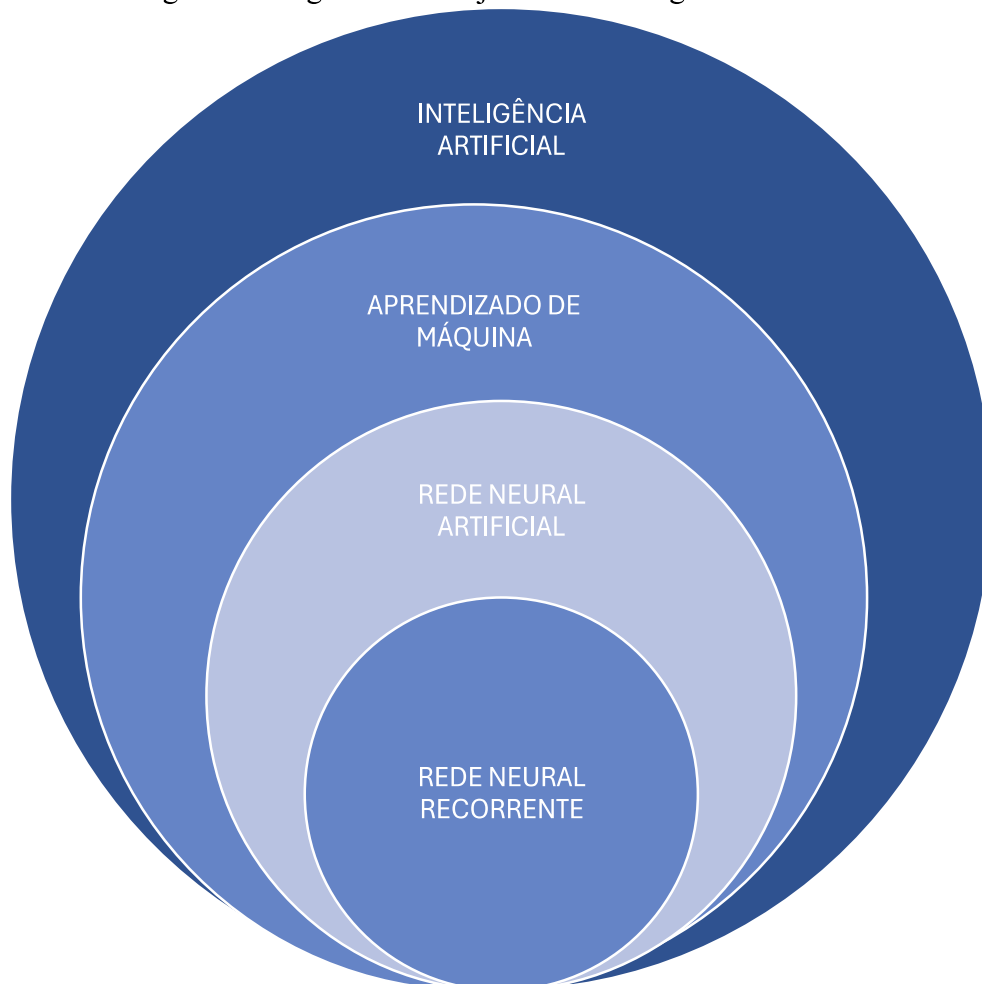 INTELIGÊNCIA
ARTIFICIAL
APRENDIZADO DE
MÁQUINA
REDE NEURAL
ARTIFICIAL
REDE NEURAL
RECORRENTE